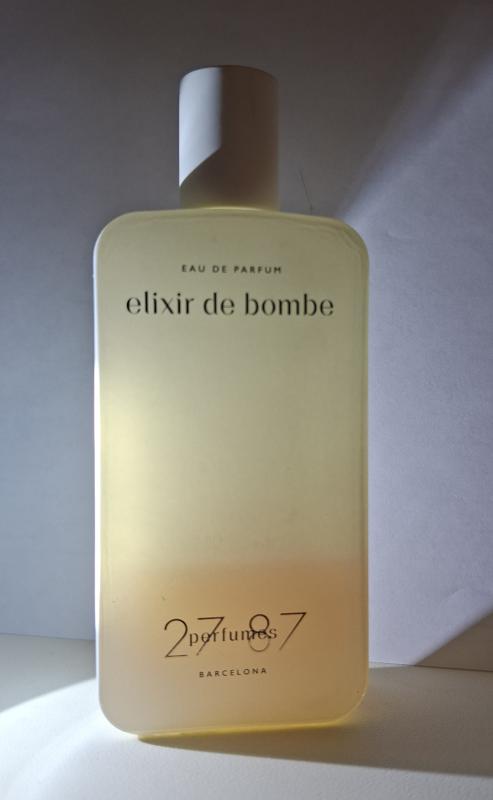 EAU DE PARFUM
elixir de bombe
27 87
perfumes
BARCELONA